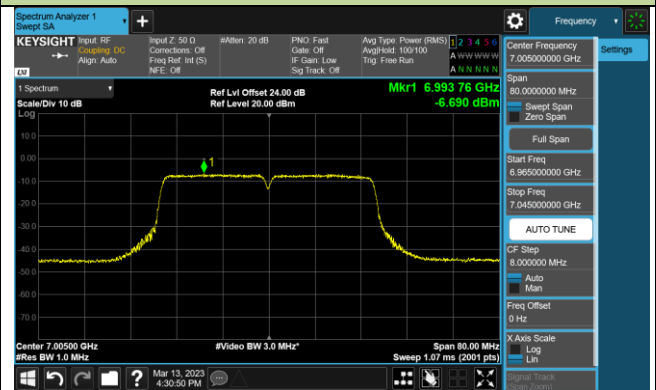 Spectrum Analyzer 1
Swept SA
Frequency
KEYSIGHT
Input: RF
Coupling: DC
Align: Auto
Input Z: 50 Ω
Corrections: Off
Freq Ref: Int (S)
NFE: Off
#Atten: 20 dB
PNO: Fast
Gate: Off
IF Gain: Low
Sig Track: Off
Avg Type: Power (RMS)
Avg|Hold: 100/100
Trig: Free Run
1 2 3 4 5 6
A W W W W W
A N N N N N
LXI
1 Spectrum
Scale/Div 10 dB
Log
Ref Lvl Offset 24.00 dB
Ref Level 20.00 dBm
Mkr1 6.993 76 GHz
-6.690 dBm
1
10.0
0.00
-10.0
-20.0
-30.0
-40.0
-50.0
-60.0
-70.0
Center 7.00500 GHz
#Res BW 1.0 MHz
#Video BW 3.0 MHz*
Span 80.00 MHz
Sweep 1.07 ms (2001 pts)
Mar 13, 2023
4:30:50 PM
Center Frequency
7.005000000 GHz
Settings
Span
80.0000000 MHz
Swept Span
Zero Span
Full Span
Start Freq
6.965000000 GHz
Stop Freq
7.045000000 GHz
AUTO TUNE
CF Step
8.000000 MHz
Auto
Man
Freq Offset
0 Hz
X Axis Scale
Log
Lin
Signal Track
(Span Zoom)